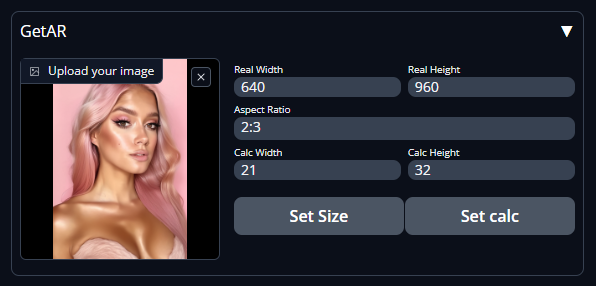 GetAR ▼
Upload your image
Real Width
640
Real Height
960
Aspect Ratio
2:3
Calc Width
21
Calc Height
32
Set Size
Set calc